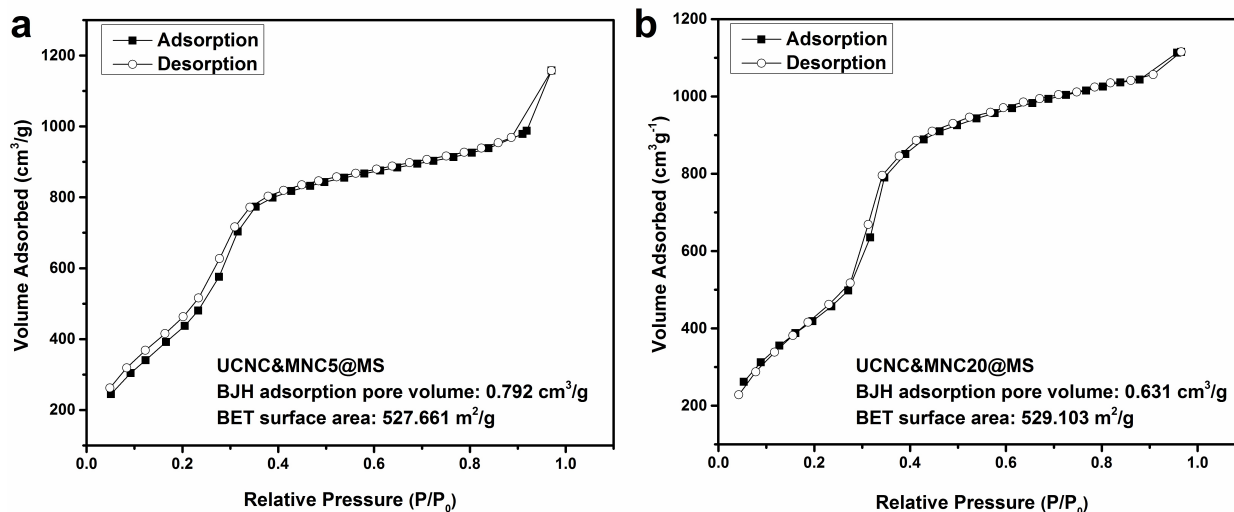 a
Adsorption
Desorption
1200
1000
800
600
400
200
Volume Adsorbed (cm³/g)
UCNC&MNC5@MS
BJH adsorption pore volume: 0.792 cm³/g
BET surface area: 527.661 m²/g
0.0 0.2 0.4 0.6 0.8 1.0
Relative Pressure (P/P₀)
b
Adsorption
Desorption
1200
1000
800
600
400
200
Volume Adsorbed (cm³g⁻¹)
UCNC&MNC20@MS
BJH adsorption pore volume: 0.631 cm³/g
BET surface area: 529.103 m²/g
0.0 0.2 0.4 0.6 0.8 1.0
Relative Pressure (P/P₀)